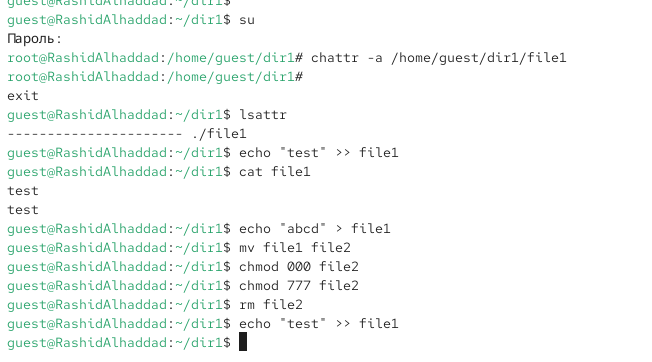 guest@RashidAlhaddad:~/dir1$
guest@RashidAlhaddad:~/dir1$ su
Пароль:
root@RashidAlhaddad:/home/guest/dir1# chattr -a /home/guest/dir1/file1
root@RashidAlhaddad:/home/guest/dir1#
exit
guest@RashidAlhaddad:~/dir1$ lsattr
---------------------- ./file1
guest@RashidAlhaddad:~/dir1$ echo "test" >> file1
guest@RashidAlhaddad:~/dir1$ cat file1
test
test
guest@RashidAlhaddad:~/dir1$ echo "abcd" > file1
guest@RashidAlhaddad:~/dir1$ mv file1 file2
guest@RashidAlhaddad:~/dir1$ chmod 000 file2
guest@RashidAlhaddad:~/dir1$ chmod 777 file2
guest@RashidAlhaddad:~/dir1$ rm file2
guest@RashidAlhaddad:~/dir1$ echo "test" >> file1
guest@RashidAlhaddad:~/dir1$